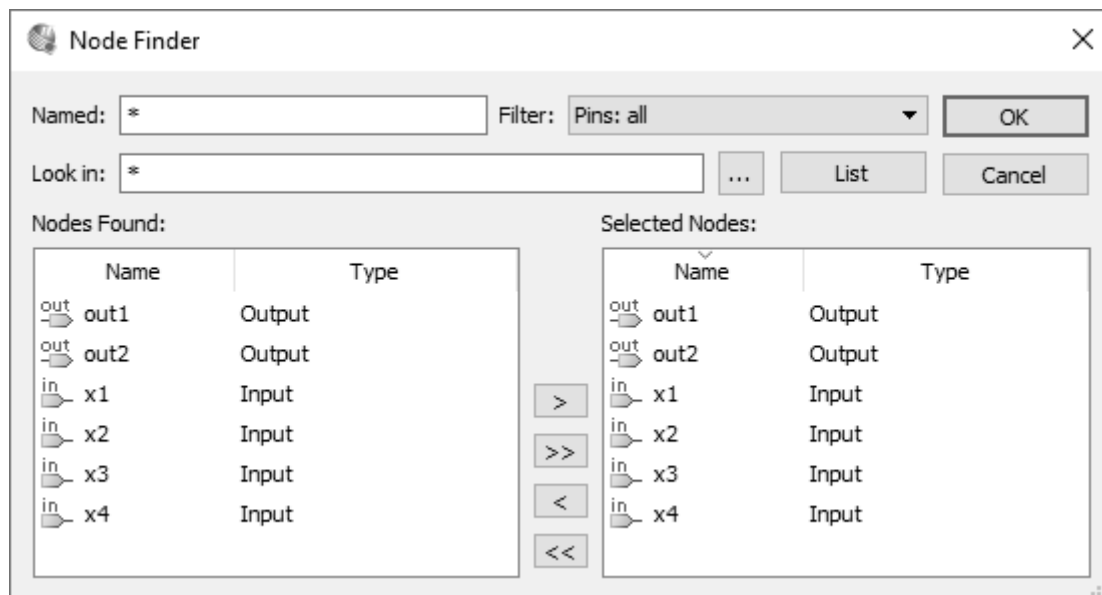 Node Finder
Named: * Filter: Pins: all OK
Look in: * ... List Cancel
Nodes Found: Selected Nodes:
Name Type Name Type
out out1 Output out out1 Output
out out2 Output out out2 Output
in x1 Input in x1 Input
>
in x2 Input in x2 Input
>>
in x3 Input in x3 Input
<
in x4 Input in x4 Input
<<